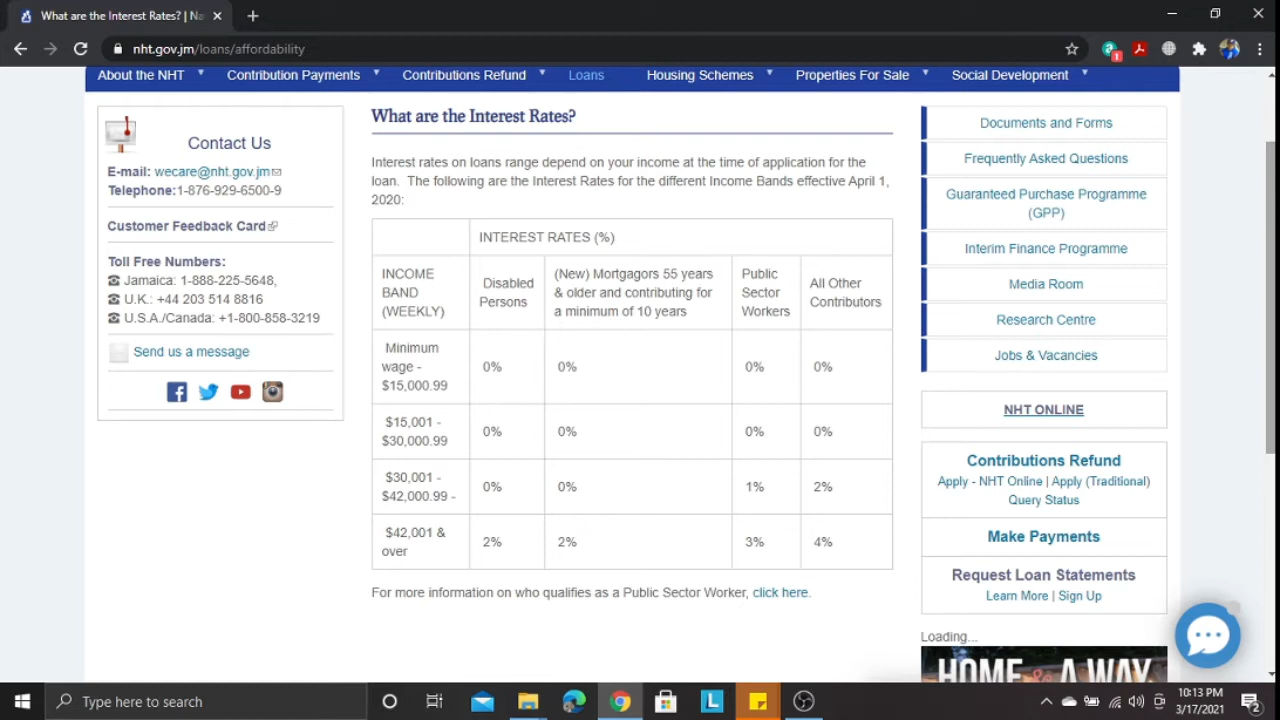 What are the Interest Rates? | Na
nht.gov.jm/loans/affordability
1
About the NHT
Contribution Payments
Contributions Refund
Loans
Housing Schemes
Properties For Sale
Social Development
Contact Us
E-mail: wecare@nht.gov.jm
Telephone:1-876-929-6500-9
Customer Feedback Card
Toll Free Numbers:
Jamaica: 1-888-225-5648,
U.K.: +44 203 514 8816
U.S.A./Canada: +1-800-858-3219
Send us a message
What are the Interest Rates?
Interest rates on loans range depend on your income at the time of application for the
loan. The following are the Interest Rates for the different Income Bands effective April 1,
2020:
INTEREST RATES (%)
INCOME
BAND
(WEEKLY)
Disabled
Persons
(New) Mortgagors 55 years
& older and contributing for
a minimum of 10 years
Public
Sector
Workers
All Other
Contributors
Minimum
wage -
$15,000.99
0%
0%
0%
0%
$15,001 -
$30,000.99
0%
0%
0%
0%
$30,001 -
$42,000.99 -
0%
0%
1%
2%
$42,001 &
over
2%
2%
3%
4%
For more information on who qualifies as a Public Sector Worker, click here.
Documents and Forms
Frequently Asked Questions
Guaranteed Purchase Programme
(GPP)
Interim Finance Programme
Media Room
Research Centre
Jobs & Vacancies
NHT ONLINE
Contributions Refund
Apply - NHT Online | Apply (Traditional)
Query Status
Make Payments
Request Loan Statements
Learn More | Sign Up
Loading...
HOME & A WAY
Type here to search
L
10:13 PM
3/17/2021
2